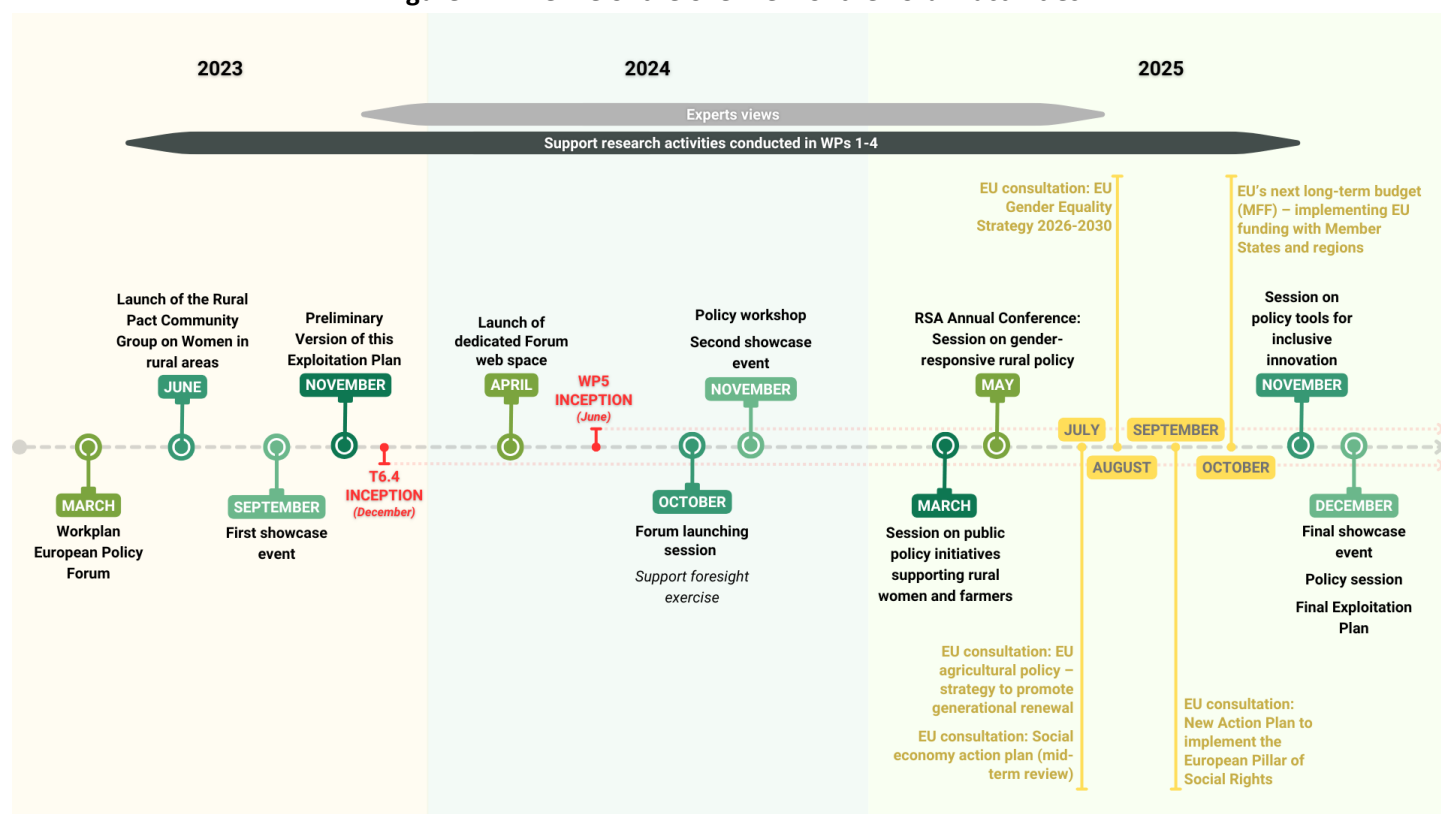 2023
2024
2025
Experts views
Support research activities conducted in WPs 1-4
EU consultation: EU
Gender Equality
Strategy 2026-2030
EU's next long-term budget
(MFF) – implementing EU
funding with Member
States and regions
Launch of the Rural
Pact Community
Group on Women in
rural areas
JUNE
Preliminary
Version of this
Exploitation Plan
NOVEMBER
Launch of
dedicated Forum
web space
APRIL
WP5
INCEPTION
(June)
Policy workshop
Second showcase
event
NOVEMBER
RSA Annual Conference:
Session on gender-
responsive rural policy
MAY
Session on
policy tools for
inclusive
innovation
NOVEMBER
JULY
SEPTEMBER
AUGUST
OCTOBER
MARCH
Workplan
European Policy
Forum
SEPTEMBER
First showcase
event
T6.4
INCEPTION
(December)
OCTOBER
Forum launching
session
Support foresight
exercise
MARCH
Session on public
policy initiatives
supporting rural
women and farmers
DECEMBER
Final showcase
event
Policy session
Final Exploitation
Plan
EU consultation: EU
agricultural policy –
strategy to promote
generational renewal
EU consultation: Social
economy action plan (mid-
term review)
EU consultation:
New Action Plan to
implement the
European Pillar of
Social Rights